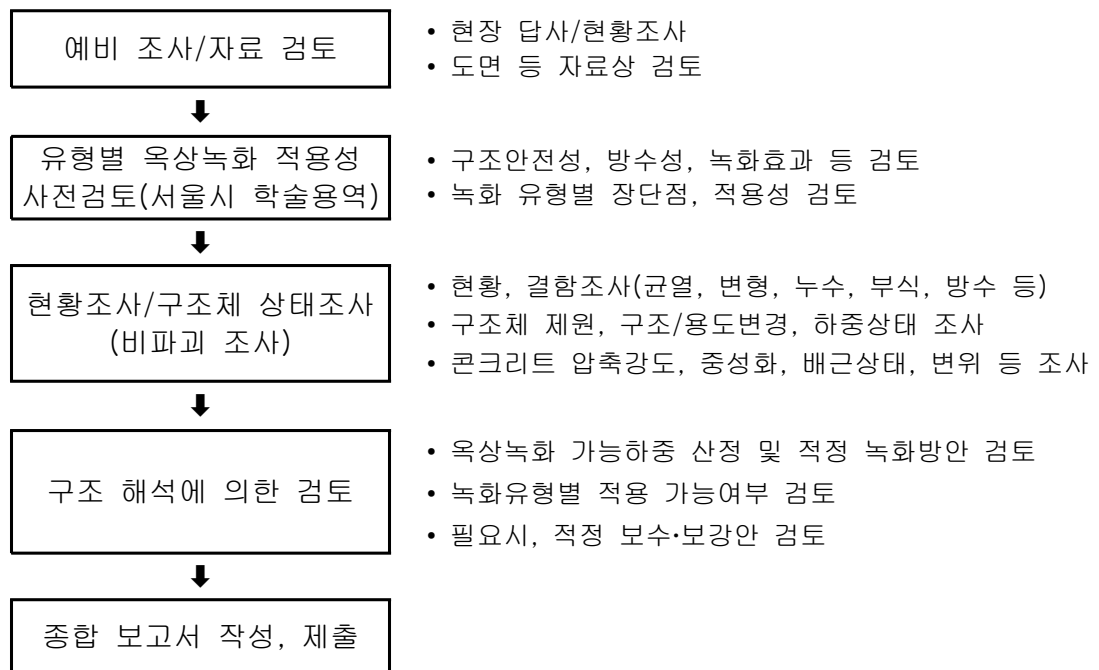 예비 조사/자료 검토
• 현장 답사/현황조사
• 도면 등 자료상 검토
유형별 옥상녹화 적용성
사전검토(서울시 학술용역)
• 구조안전성, 방수성, 녹화효과 등 검토
• 녹화 유형별 장단점, 적용성 검토
현황조사/구조체 상태조사
(비파괴 조사)
• 현황, 결함조사(균열, 변형, 누수, 부식, 방수 등)
• 구조체 제원, 구조/용도변경, 하중상태 조사
• 콘크리트 압축강도, 중성화, 배근상태, 변위 등 조사
구조 해석에 의한 검토
• 옥상녹화 가능하중 산정 및 적정 녹화방안 검토
• 녹화유형별 적용 가능여부 검토
• 필요시, 적정 보수·보강안 검토
종합 보고서 작성, 제출